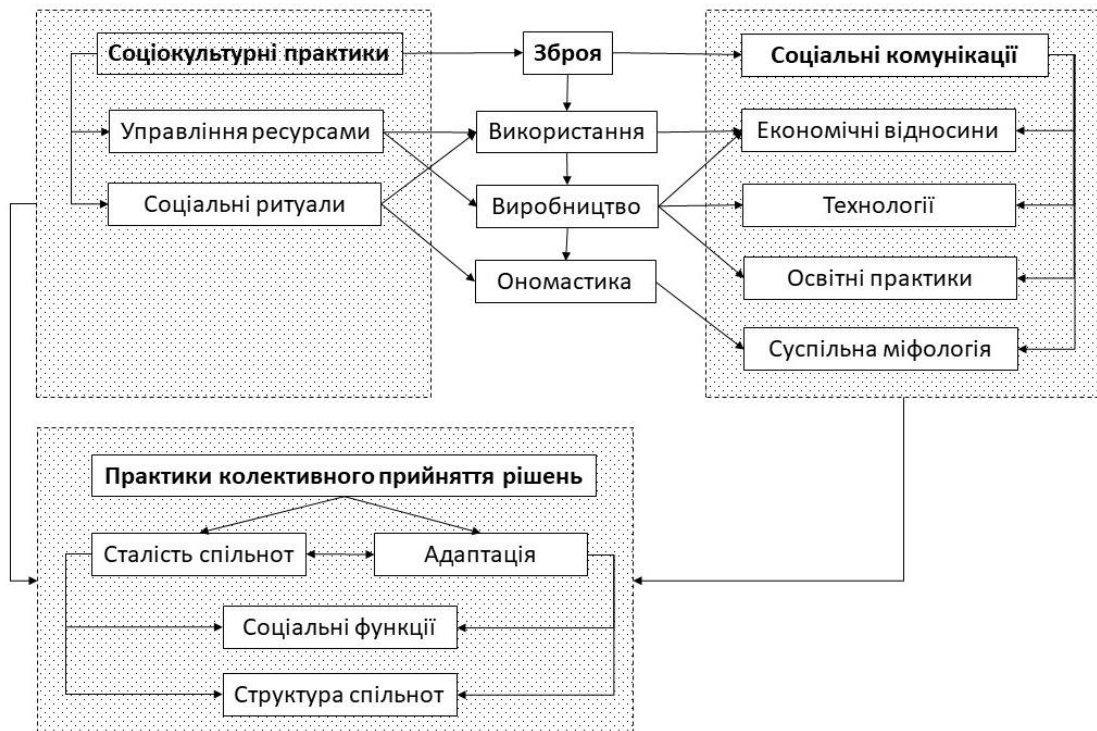 Соціокультурні практики
Зброя
Соціальні комунікації
Управління ресурсами
Використання
Економічні відносини
Соціальні ритуали
Виробництво
Технології
Ономастика
Освітні практики
Суспільна міфологія
Практики колективного прийняття рішень
Сталість спільнот
Адаптація
Соціальні функції
Структура спільнот